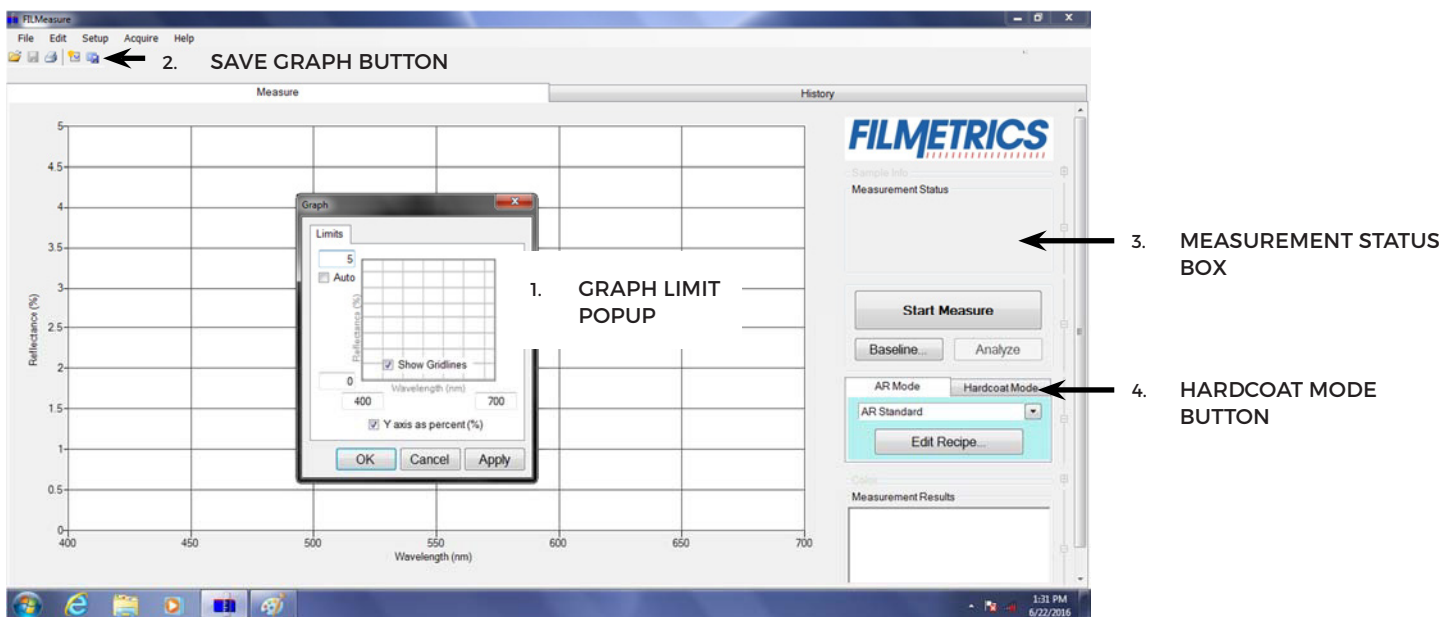 FILMeasure
File Edit Setup Acquire Help
2. SAVE GRAPH BUTTON
Measure
History
5
4.5
4
3.5
3
2.5
2
1.5
1
0.5
0
Reflectance (%)
400 450 500 550 600 650 700
Wavelength (nm)
Graph
Limits
5
Auto
Reflectance (%)
Show Gridlines
0
Wavelength (nm)
400 700
Y axis as percent (%)
OK Cancel Apply
1. GRAPH LIMIT
POPUP
FILMETRICS
Sample Info
Measurement Status
3. MEASUREMENT STATUS
BOX
Start Measure
Baseline... Analyze
AR Mode Hardcoat Mode
4. HARDCOAT MODE
BUTTON
AR Standard
Edit Recipe...
Color
Measurement Results
1:31 PM
6/22/2016